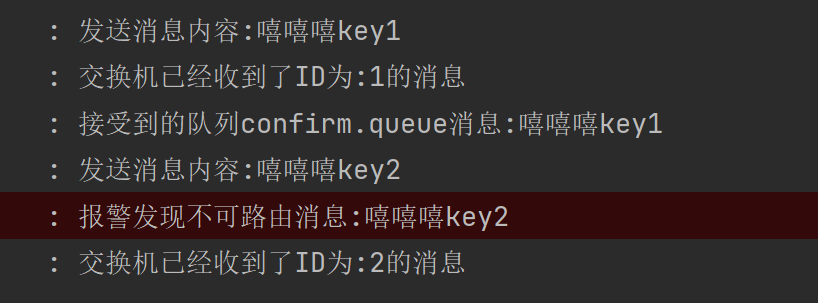 : 发送消息内容:嘻嘻嘻key1
: 交换机已经收到了ID为:1的消息
: 接受到的队列confirm.queue消息:嘻嘻嘻key1
: 发送消息内容:嘻嘻嘻key2
: 报警发现不可路由消息:嘻嘻嘻key2
: 交换机已经收到了ID为:2的消息